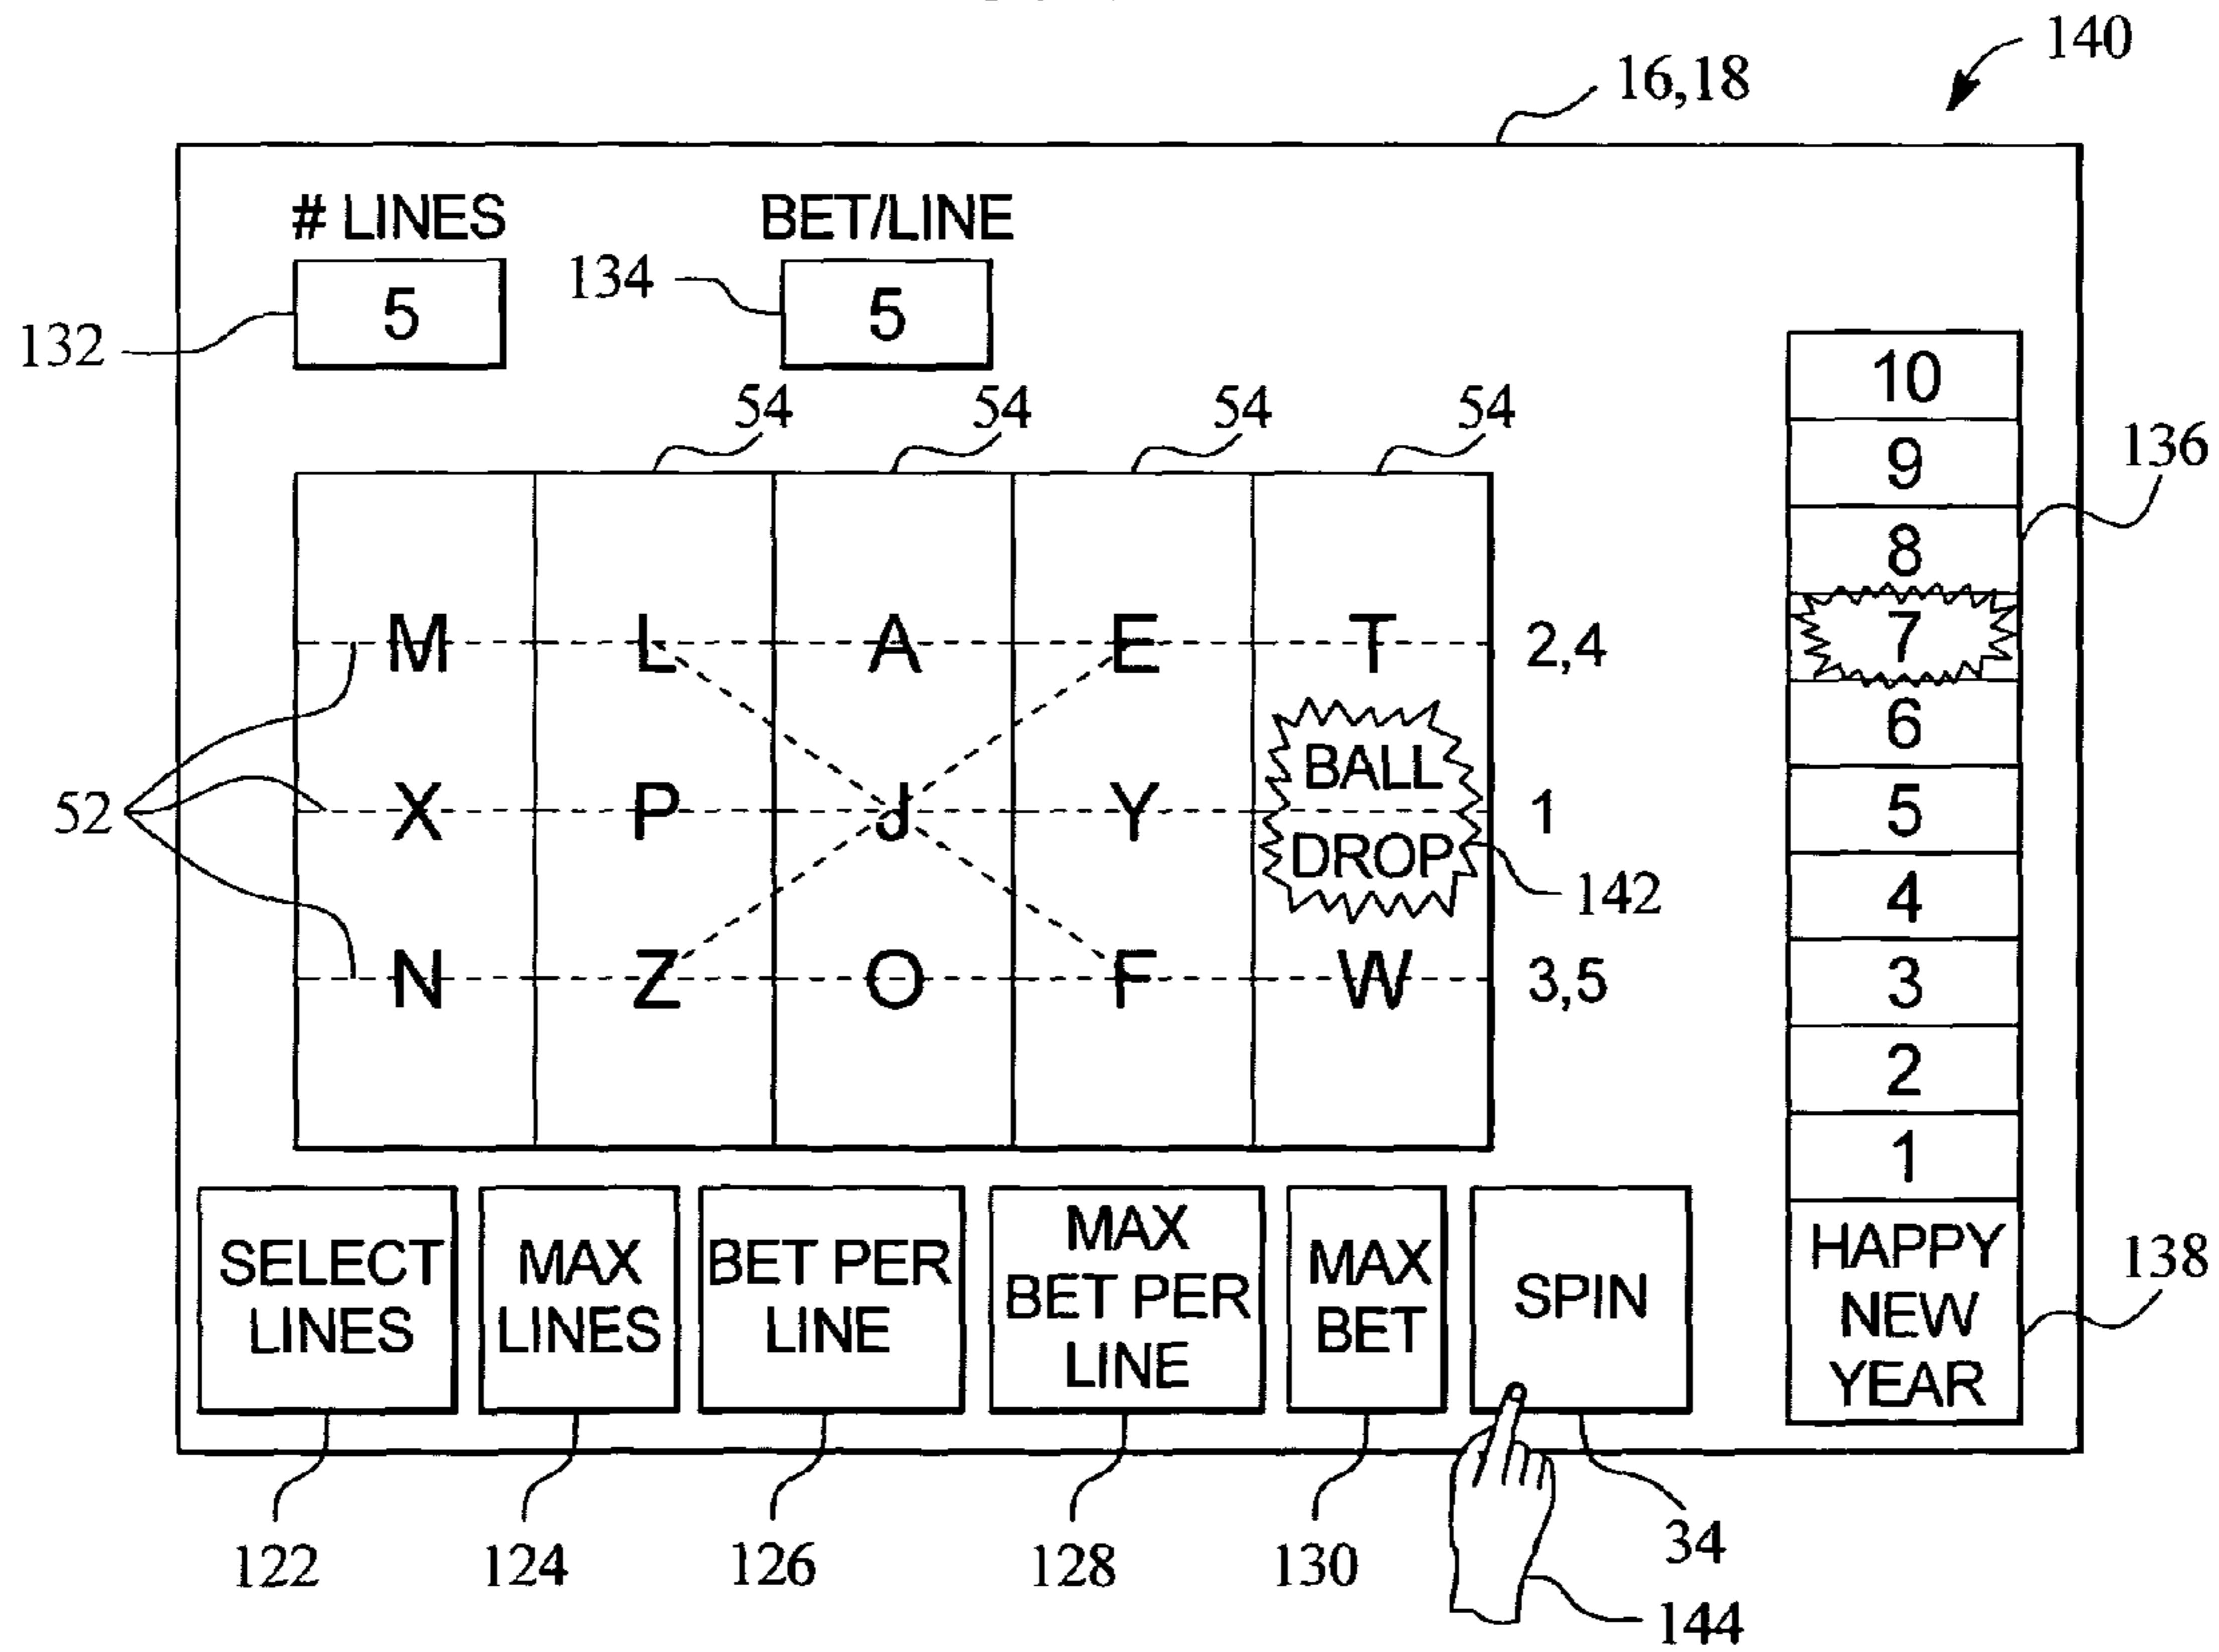 140
16,18
# LINES BET/LINE
132 5 134 5
54 54 54 54
10
9
136
8
7
6
5
4
3
2
1
HAPPY
NEW
YEAR
138
M L A E T 2,4
52 X P J Y BALL DROP 1
142
N Z O F W 3,5
SELECT
LINES
MAX
LINES
BET PER
LINE
MAX
BET PER
LINE
MAX
BET
SPIN
122 124 126 128 130 34
144